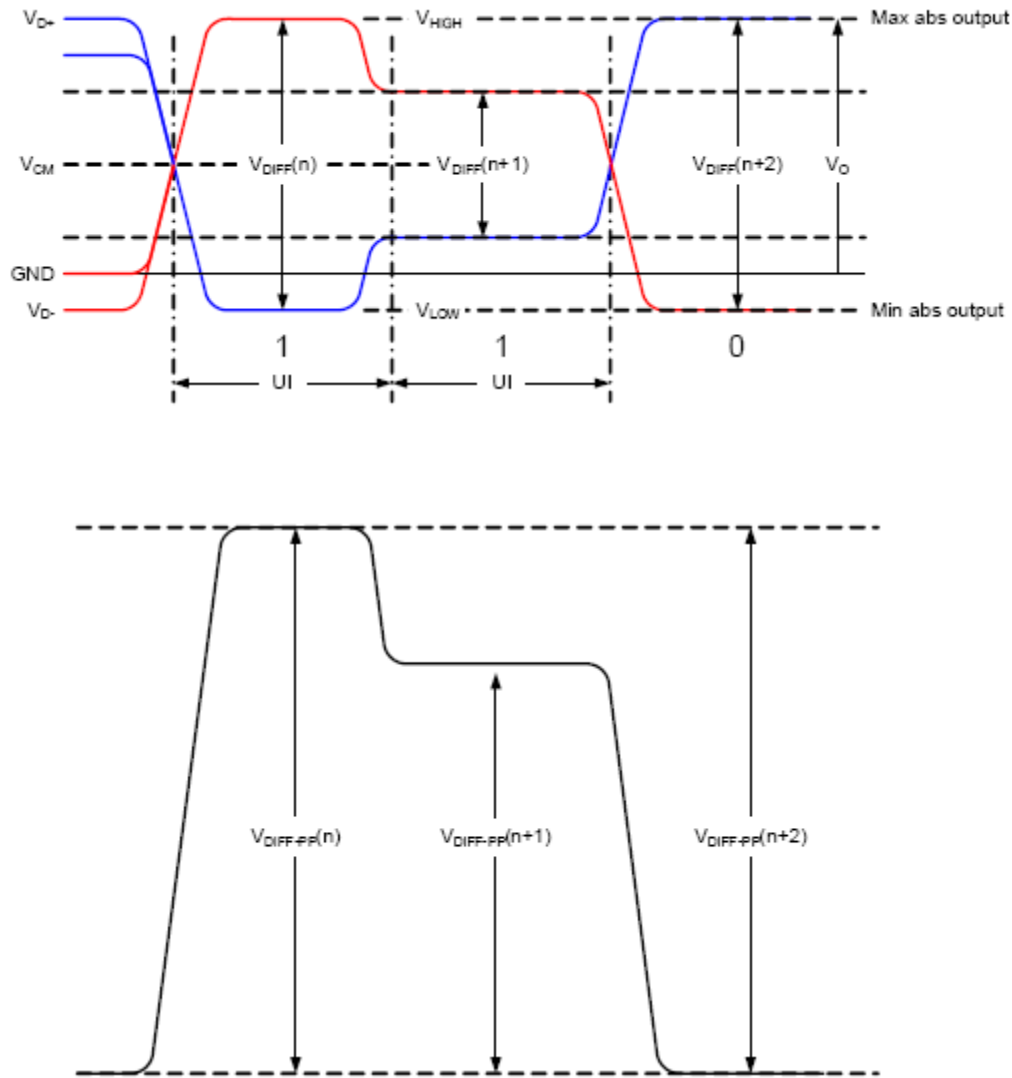 VD+
VHIGH
Max abs output
VCM
VDIFF(n)
VDIFF(n+1)
VDIFF(n+2)
VO
GND
VD-
VLOW
Min abs output
1
1
0
UI
UI
VDIFF-PP(n)
VDIFF-PP(n+1)
VDIFF-PP(n+2)